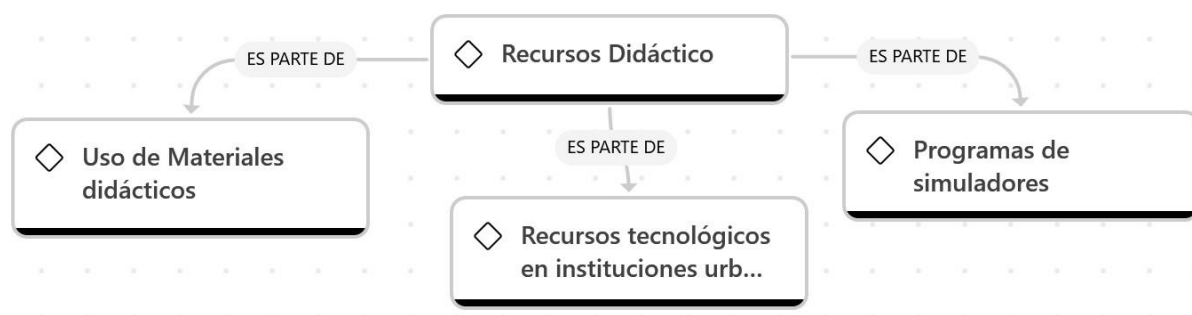 Recursos Didáctico
ES PARTE DE
ES PARTE DE
ES PARTE DE
Uso de Materiales
didácticos
Recursos tecnológicos
en instituciones urb...
Programas de
simuladores